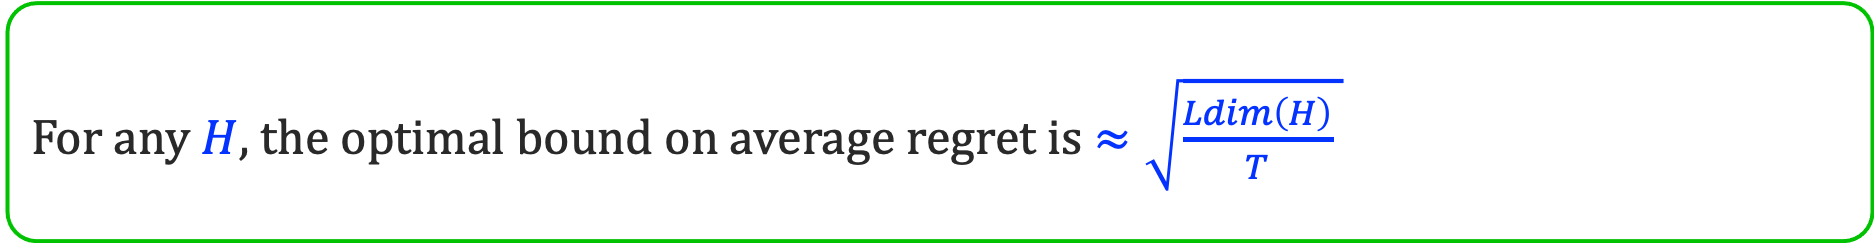 For any H, the optimal bound on average regret is ≈ √(Ldim(H)/T)